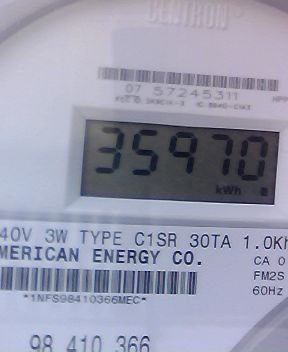 CENTRON
07 57245311
35970
kWh
40V 3W TYPE C1SR 30TA 1.0Kh
MERICAN ENERGY CO.
CA 0
FM2S
60Hz
*1NFS98410366MEC*
98 410 366